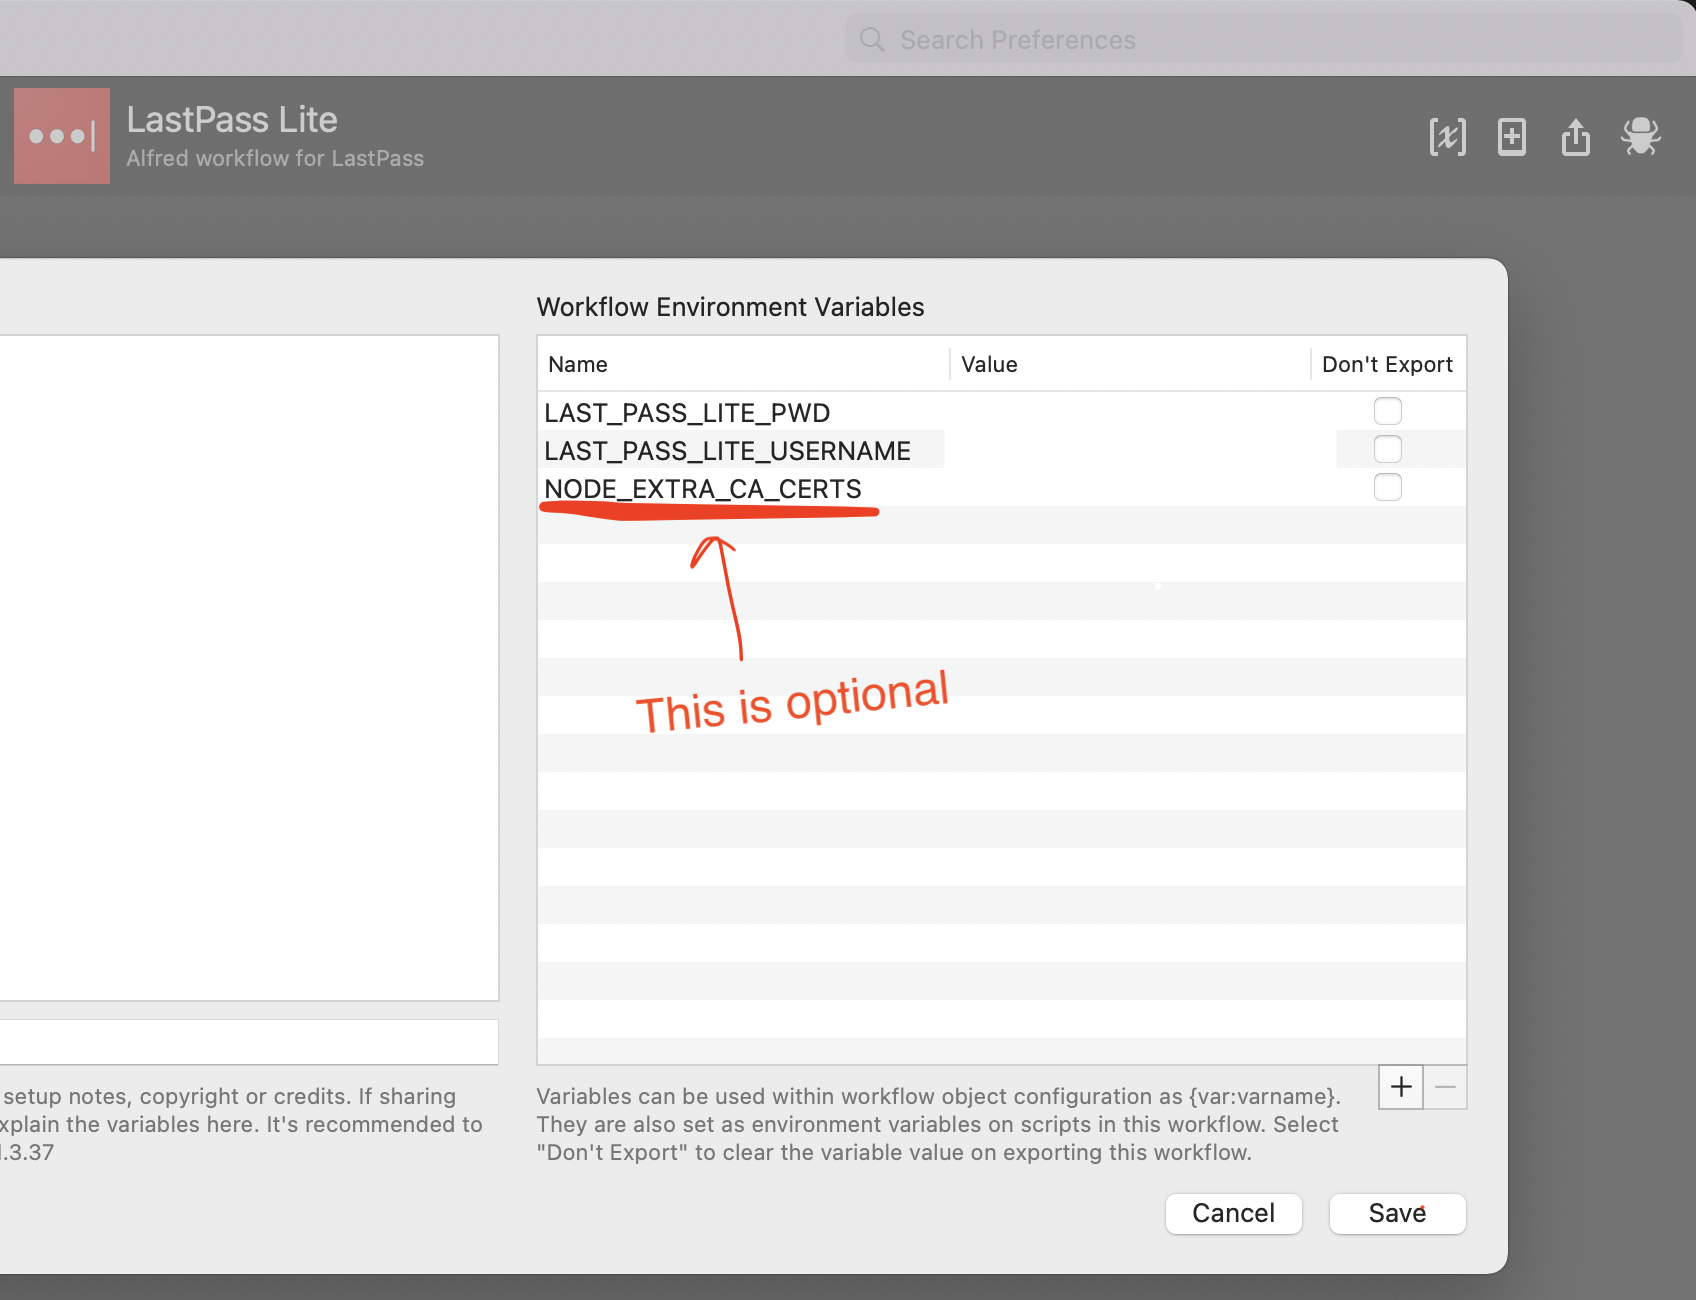 Search Preferences
LastPass Lite
Alfred workflow for LastPass
Workflow Environment Variables
Name Value Don't Export
LAST_PASS_LITE_PWD
LAST_PASS_LITE_USERNAME
NODE_EXTRA_CA_CERTS
This is optional
setup notes, copyright or credits. If sharing
xplain the variables here. It's recommended to
.3.37
Variables can be used within workflow object configuration as {var:varname}.
They are also set as environment variables on scripts in this workflow. Select
"Don't Export" to clear the variable value on exporting this workflow.
Cancel Save